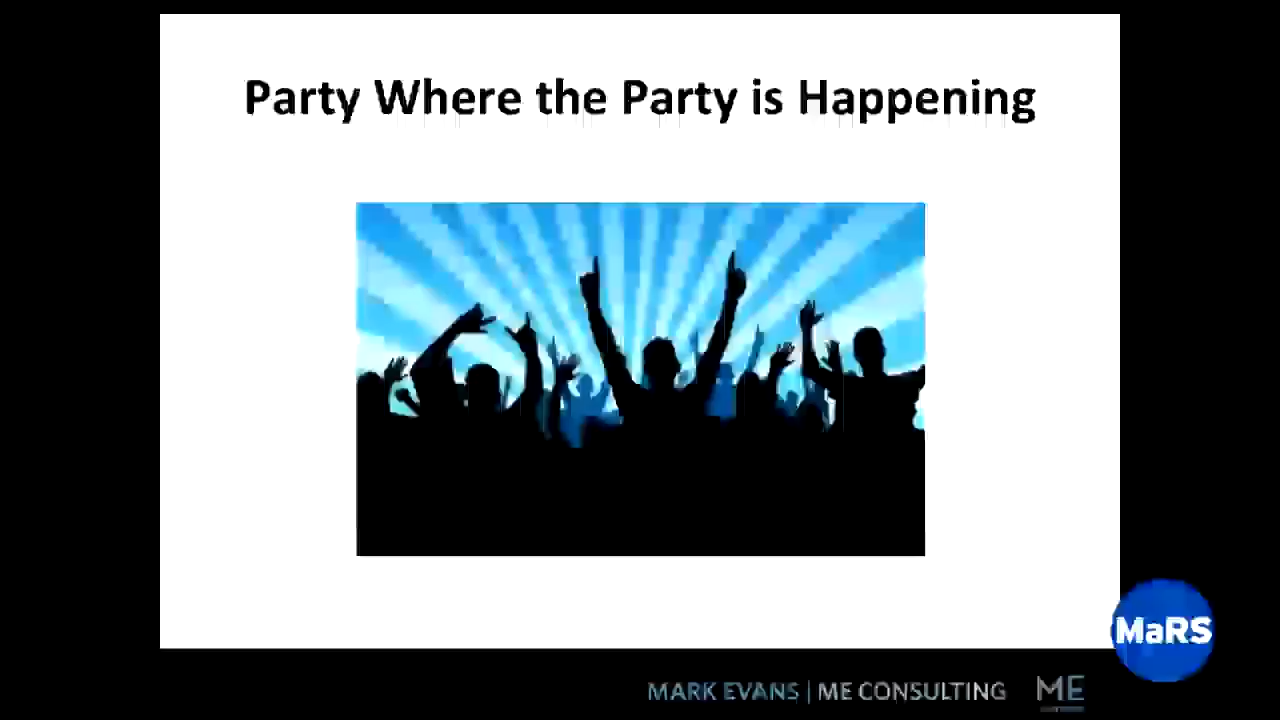 Party Where the Party is Happening
MaRS
MARK EVANS | ME CONSULTING ME